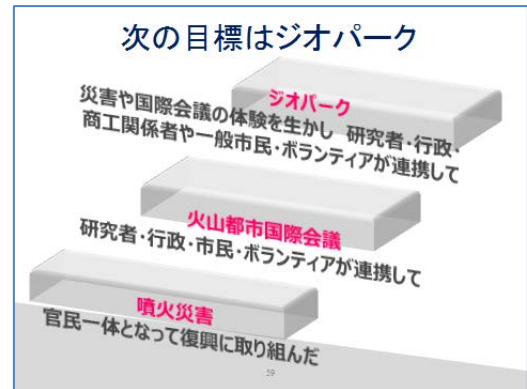 次の目標はジオパーク
ジオパーク
災害や国際会議の体験を生かし 研究者・行政・
商工関係者や一般市民・ボランティアが連携して
火山都市国際会議
研究者・行政・市民・ボランティアが連携して
噴火災害
官民一体となって復興に取り組んだ
59